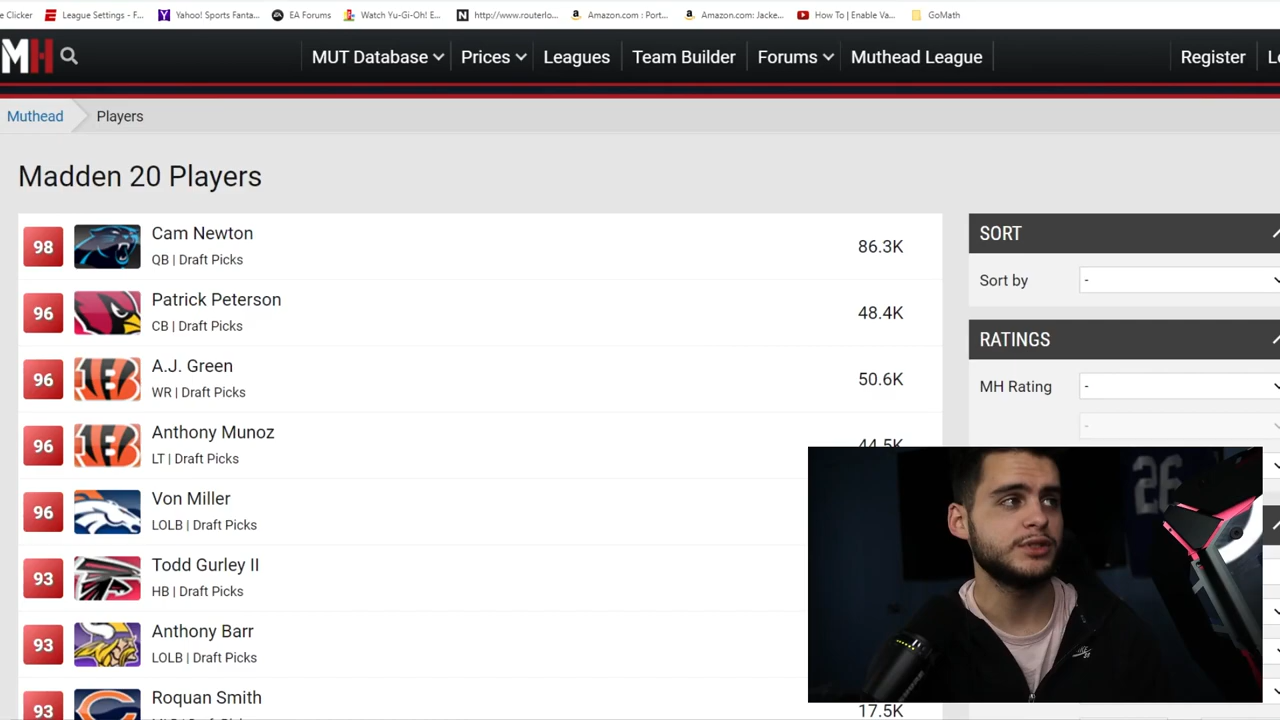 e Clicker League Settings - F... Yahoo! Sports Fanta... EA Forums Watch Yu-Gi-Oh! E... http://www.routerlo... Amazon.com : Port... Amazon.com: Jacke... How To | Enable Va... GoMath
MH MUT Database Prices Leagues Team Builder Forums Muthead League Register L
Muthead Players
Madden 20 Players
98 Cam Newton 86.3K
QB | Draft Picks
96 Patrick Peterson 48.4K
CB | Draft Picks
96 A.J. Green 50.6K
WR | Draft Picks
96 Anthony Munoz 44.5K
LT | Draft Picks
96 Von Miller
LOLB | Draft Picks
93 Todd Gurley II
HB | Draft Picks
93 Anthony Barr
LOLB | Draft Picks
93 Roquan Smith 17.5K
SORT
Sort by -
RATINGS
MH Rating -
-
26